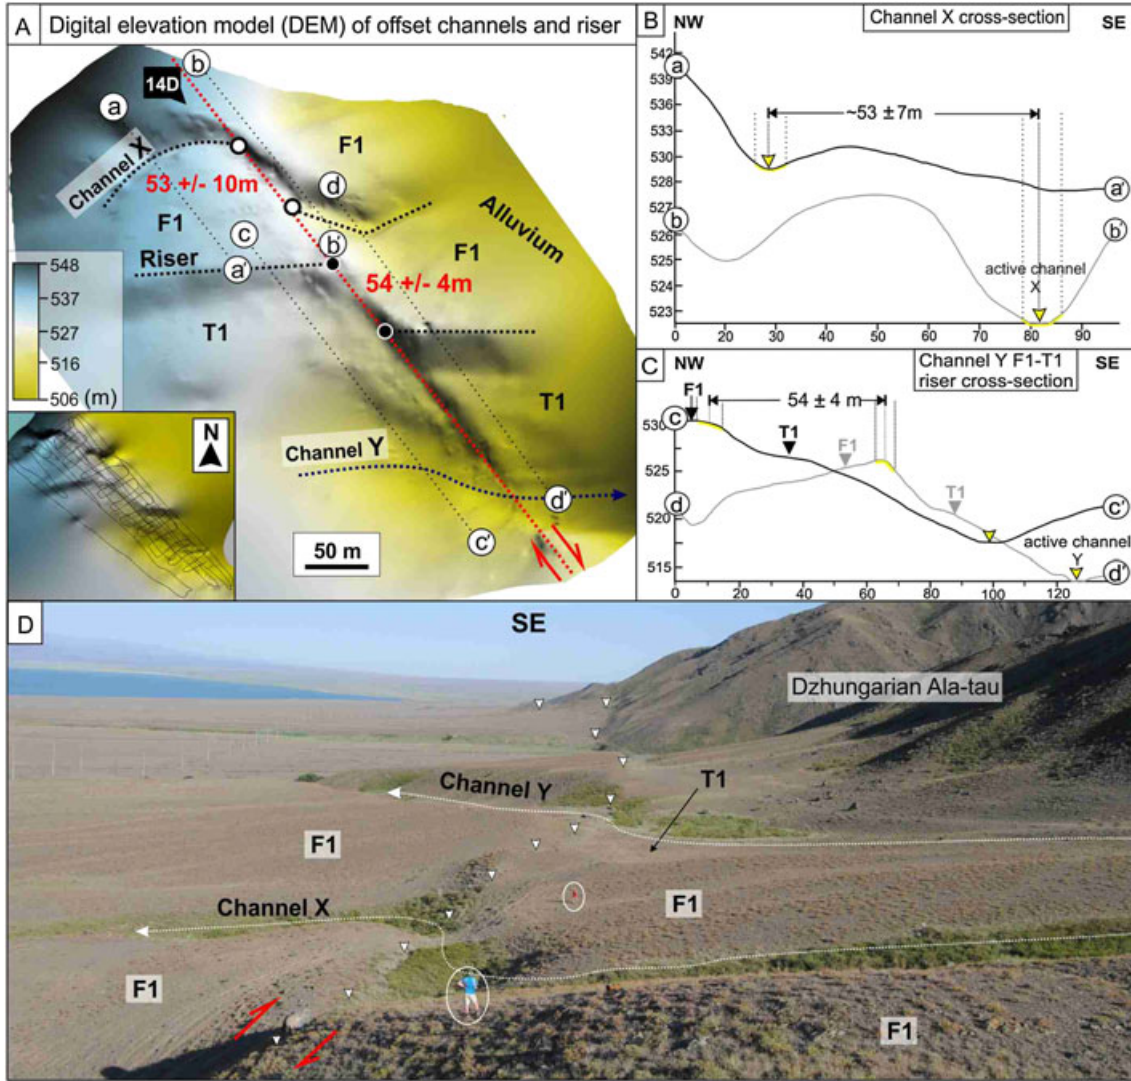 A
Digital elevation model (DEM) of offset channels and riser
14D
b
a
Channel X
F1
53 +/- 10m
d
F1
c
b'
Alluvium
F1
Riser
a'
54 +/- 4m
548
537
527
516
506 (m)
T1
T1
N
Channel Y
d'
c'
50 m
B
NW
Channel X cross-section
SE
542
539
536
533
530
528
527
526
525
523
a
~53 ± 7m
a'
b
b'
active channel
X
0 10 20 30 40 50 60 70 80 90
C
NW
Channel Y F1-T1
riser cross-section
SE
F1
54 ± 4 m
530
525
520
515
c
T1
F1
d
T1
c'
active channel
Y
d'
0 20 40 60 80 100 120
D
SE
Dzhungarian Ala-tau
Channel Y
T1
F1
F1
Channel X
F1
F1